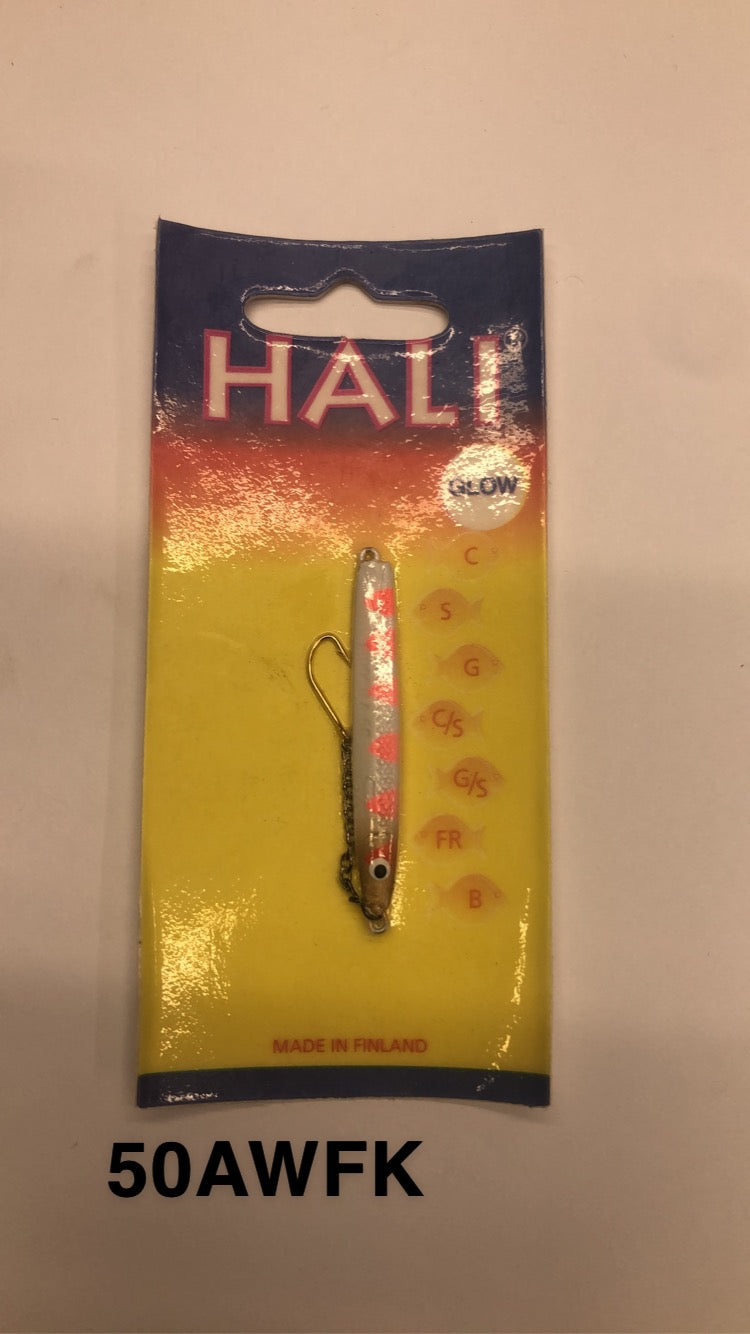 HALI®
GLOW
C
S
G
C/S
G/S
FR
B
MADE IN FINLAND
50AWFK